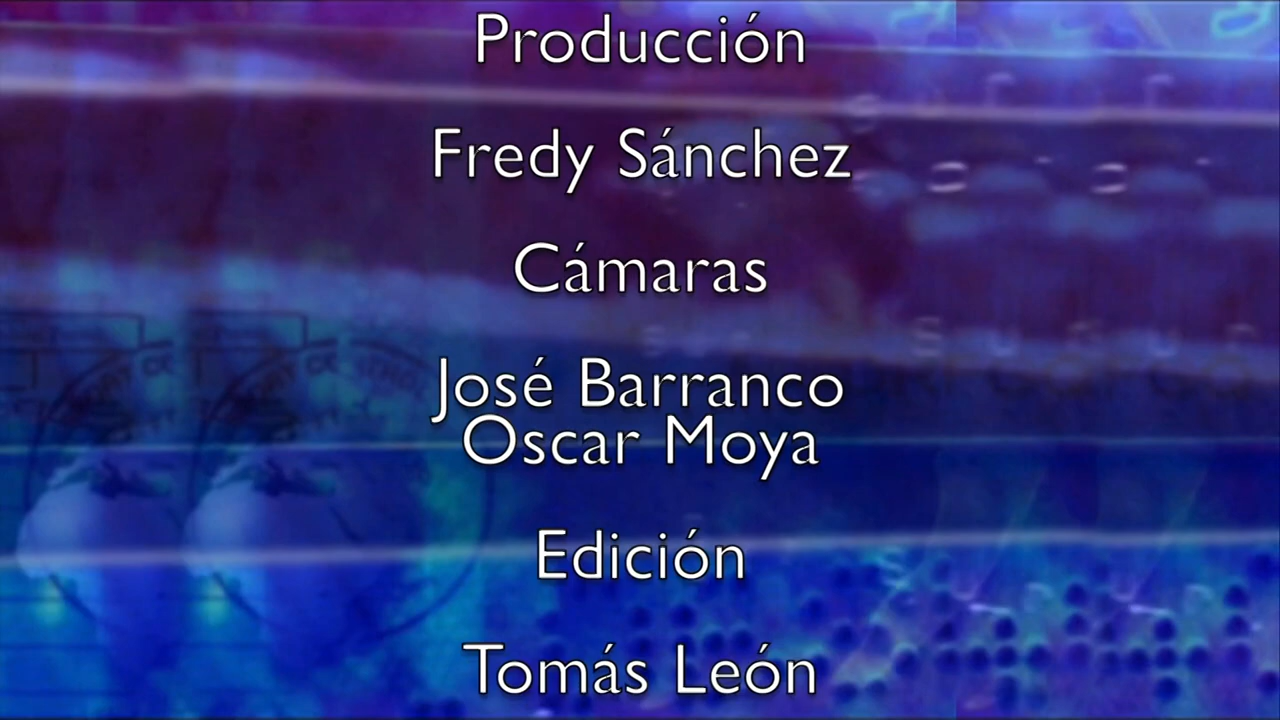 Producción
Fredy Sánchez
Cámaras
José Barranco
Oscar Moya
Edición
Tomás León